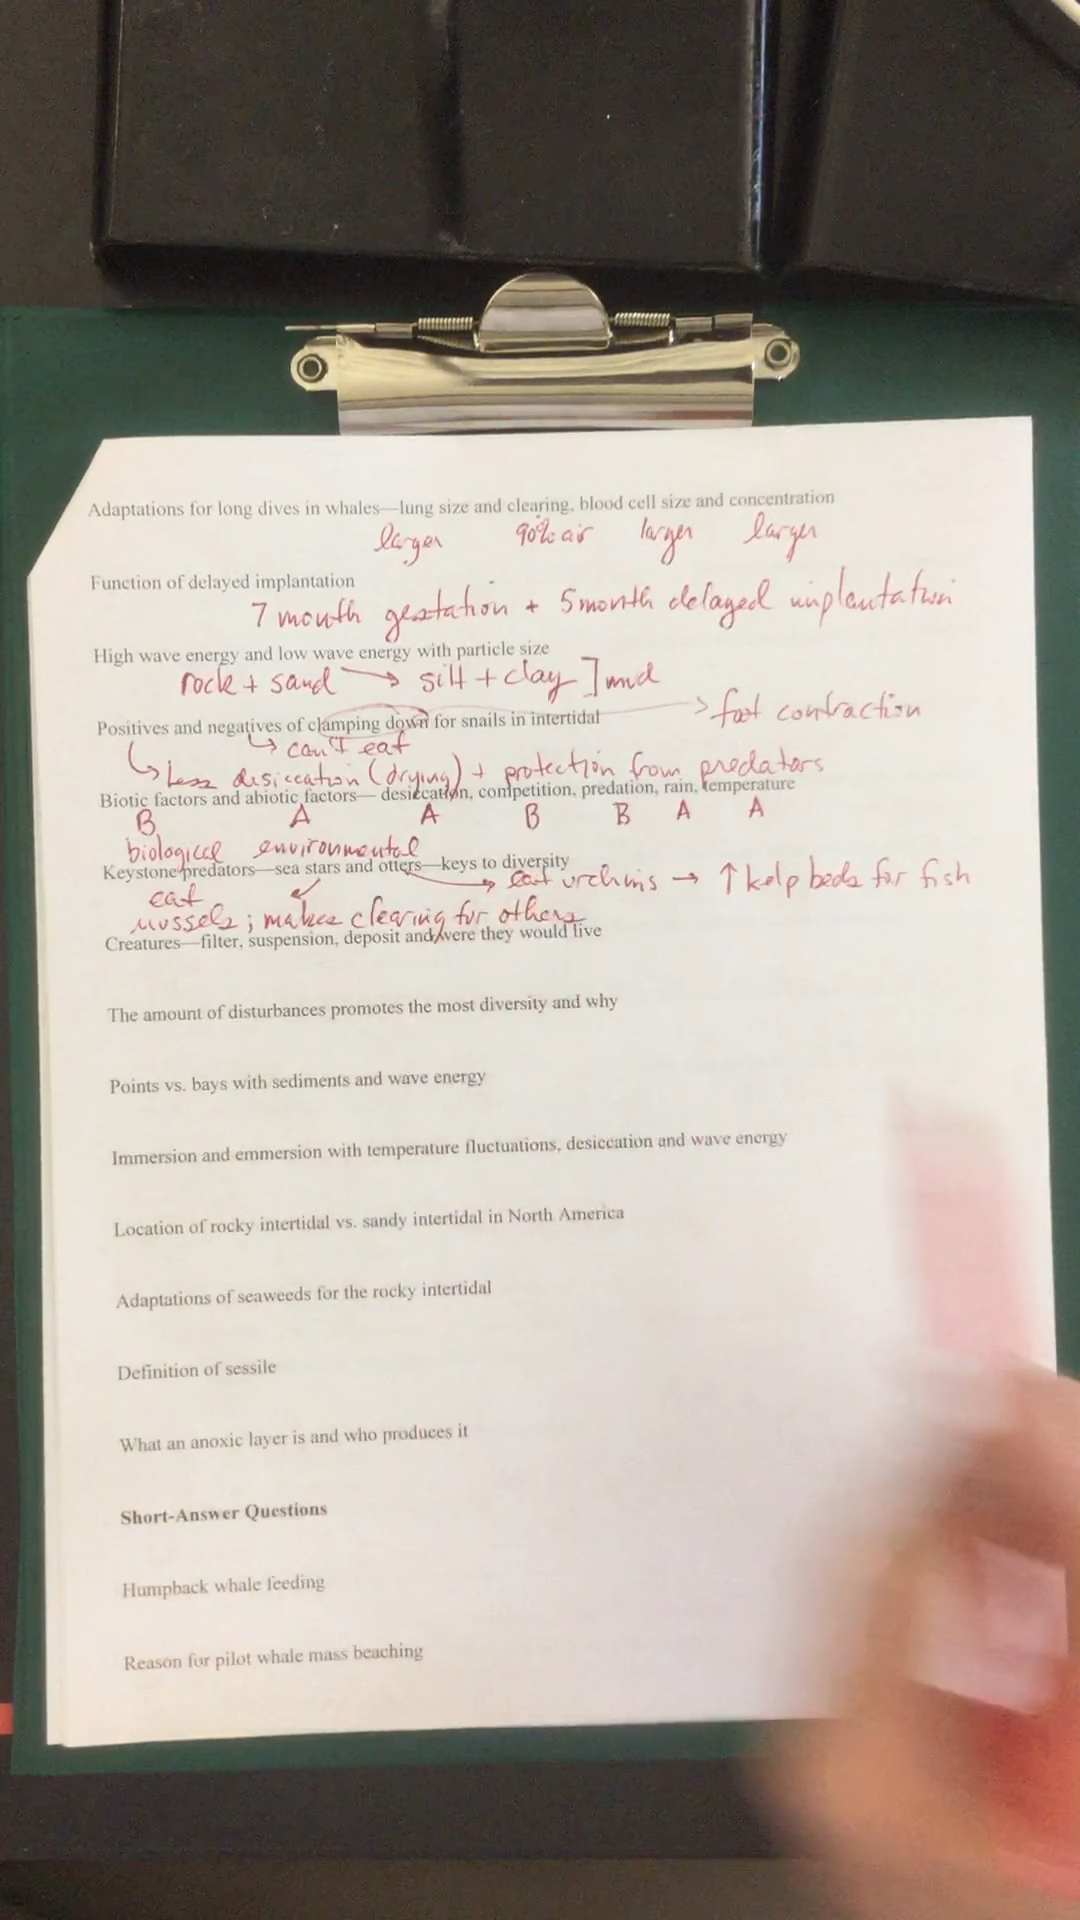 Adaptations for long dives in whales—lung size and clearing, blood cell size and concentration
larger 90% air larger larger
Function of delayed implantation
7 month gestation + 5 month delayed implantation
High wave energy and low wave energy with particle size
rock + sand → silt + clay ] mud
Positives and negatives of clamping down for snails in intertidal → foot contraction
↳ can't eat
↳ Less desiccation (drying) + protection from predators
Biotic factors and abiotic factors— desiccation, competition, predation, rain, temperature
B A A B B A A
biological environmental
Keystone predators—sea stars and otters—keys to diversity
eat → eat urchins → ↑ kelp beds for fish
mussels; makes clearing for others
Creatures—filter, suspension, deposit and were they would live
The amount of disturbances promotes the most diversity and why
Points vs. bays with sediments and wave energy
Immersion and emmersion with temperature fluctuations, desiccation and wave energy
Location of rocky intertidal vs. sandy intertidal in North America
Adaptations of seaweeds for the rocky intertidal
Definition of sessile
What an anoxic layer is and who produces it
Short-Answer Questions
Humpback whale feeding
Reason for pilot whale mass beaching